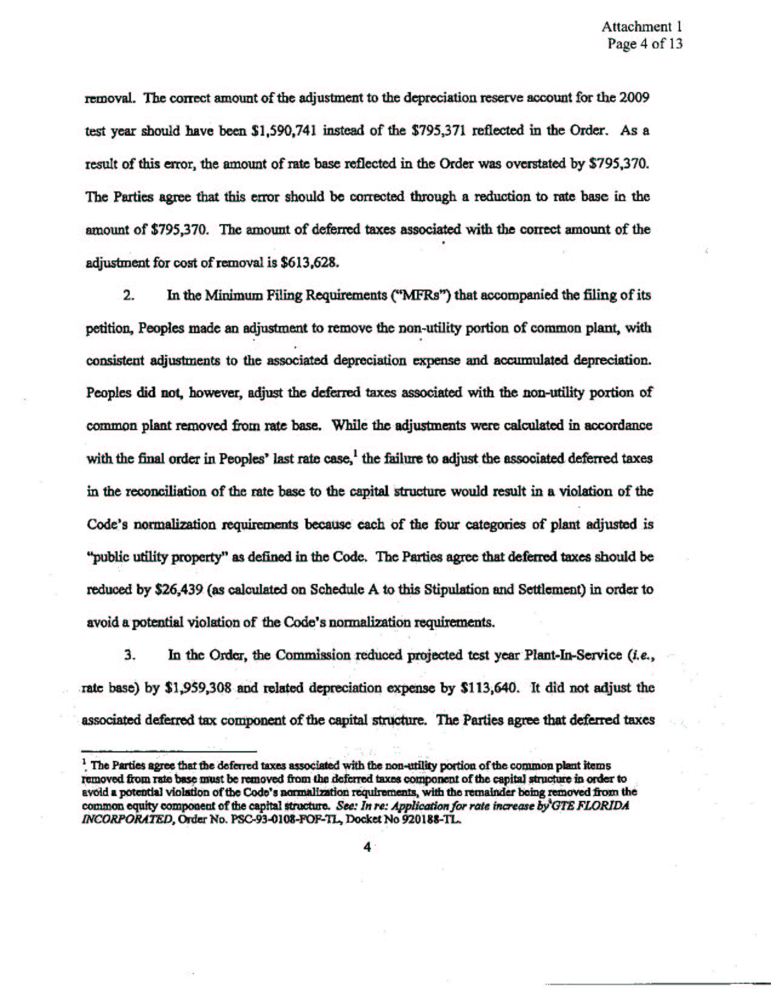 Attachment 1
Page 4 of 13
removal. The correct amount of the adjustment to the depreciation reserve account for the 2009
test year should have been $1,590,741 instead of the $795,371 reflected in the Order. As a
result of this error, the amount of rate base reflected in the Order was overstated by $795,370.
The Parties agree that this error should be corrected through a reduction to rate base in the
amount of $795,370. The amount of deferred taxes associated with the correct amount of the
adjustment for cost of removal is $613,628.
2. In the Minimum Filing Requirements (“MFRs”) that accompanied the filing of its
petition, Peoples made an adjustment to remove the non-utility portion of common plant, with
consistent adjustments to the associated depreciation expense and accumulated depreciation.
Peoples did not, however, adjust the deferred taxes associated with the non-utility portion of
common plant removed from rate base. While the adjustments were calculated in accordance
with the final order in Peoples’ last rate case,1 the failure to adjust the associated deferred taxes
in the reconciliation of the rate base to the capital structure would result in a violation of the
Code’s normalization requirements because each of the four categories of plant adjusted is
“public utility property” as defined in the Code. The Parties agree that deferred taxes should be
reduced by $26,439 (as calculated on Schedule A to this Stipulation and Settlement) in order to
avoid a potential violation of the Code’s normalization requirements.
3. In the Order, the Commission reduced projected test year Plant-In-Service (i.e.,
rate base) by $1,959,308 and related depreciation expense by $113,640. It did not adjust the
associated deferred tax component of the capital structure. The Parties agree that deferred taxes
1 The Parties agree that the deferred taxes associated with the non-utility portion of the common plant items
removed from rate base must be removed from the deferred taxes component of the capital structure in order to
avoid a potential violation of the Code’s normalization requirements, with the remainder being removed from the
common equity component of the capital structure. See: In re: Application for rate increase by GTE FLORIDA
INCORPORATED, Order No. PSC-93-0108-FOF-TL, Docket No 920188-TL.
4